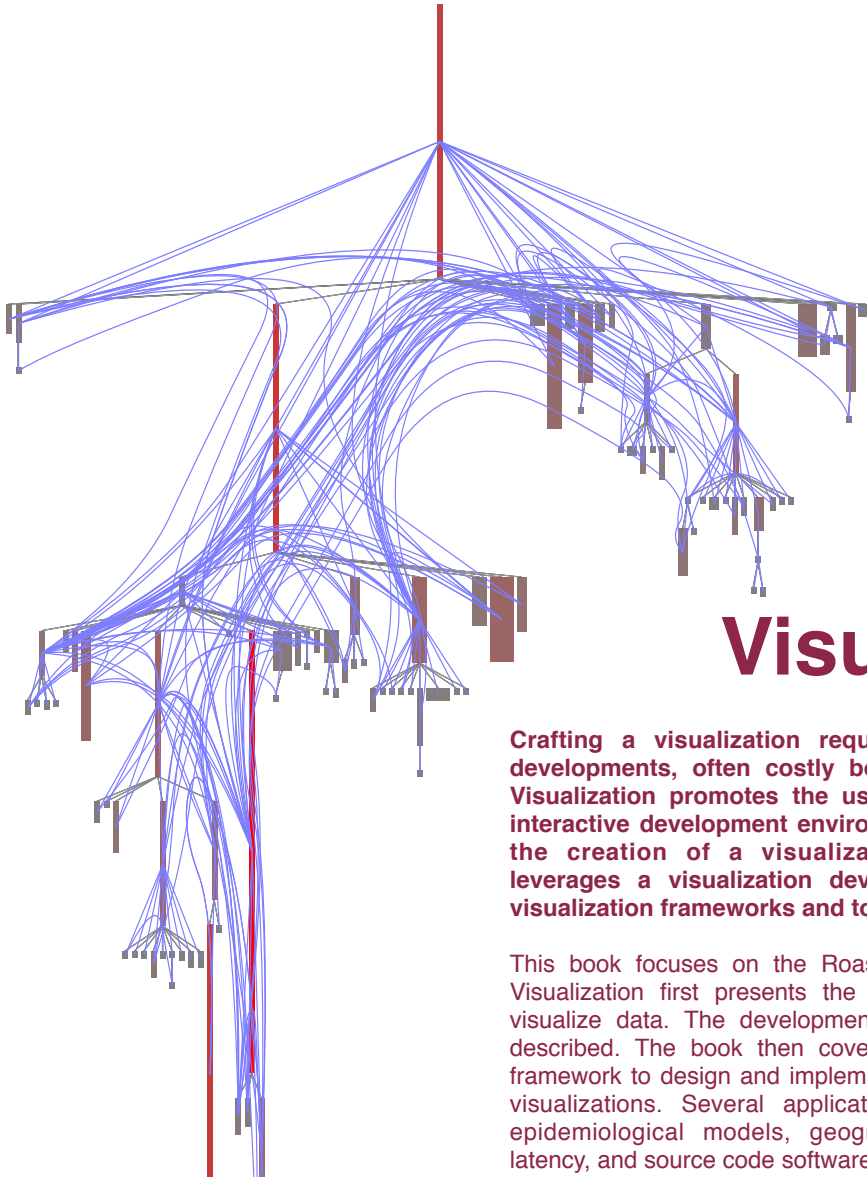 Visu
Crafting a visualization requ
developments, often costly be
Visualization promotes the us
interactive development enviro
the creation of a visualiza
leverages a visualization dev
visualization frameworks and to
This book focuses on the Roas
Visualization first presents the
visualize data. The developmen
described. The book then cove
framework to design and implem
visualizations. Several applicat
epidemiological models, geogr
latency, and source code software